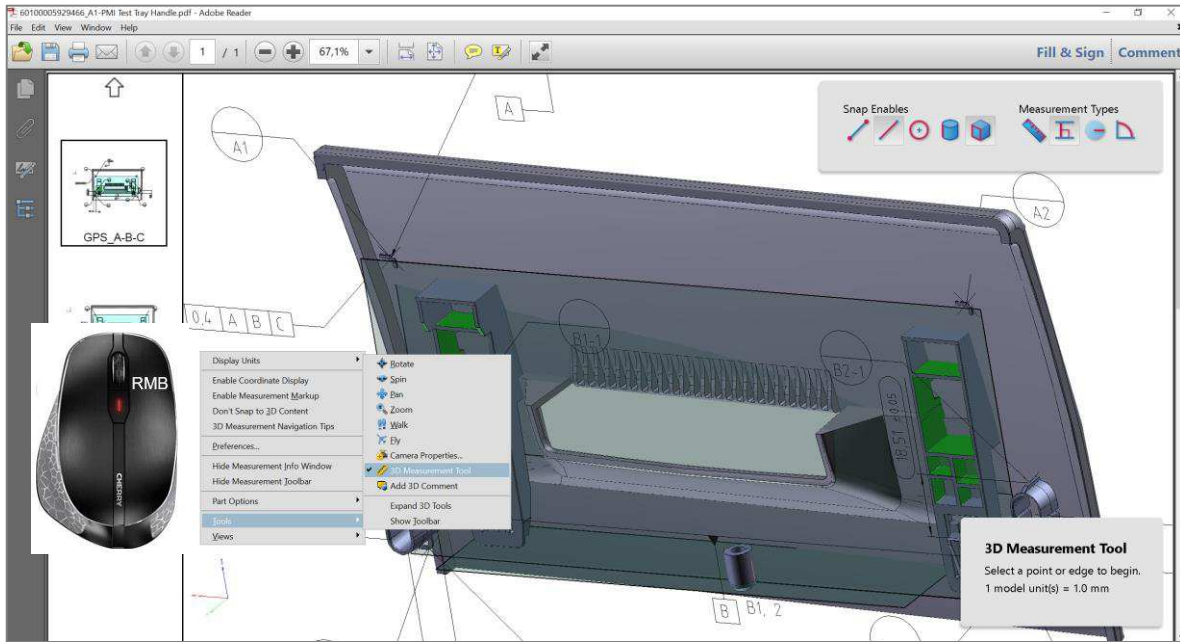 60100005929466_A1-PMI Test Tray Handle.pdf - Adobe Reader
File Edit View Window Help
1 / 1 67,1% Fill & Sign Comment
A
A1
Snap Enables
Measurement Types
A2
GPS_A-B-C
0,4 A B C
B1-1
B2-1
18,51 ±0,05
RMB
CHERRY
Display Units
Enable Coordinate Display
Enable Measurement Markup
Don't Snap to 3D Content
3D Measurement Navigation Tips
Preferences...
Hide Measurement Info Window
Hide Measurement Toolbar
Part Options
Tools
Views
Rotate
Spin
Pan
Zoom
Walk
Fly
Camera Properties...
3D Measurement Tool
Add 3D Comment
Expand 3D Tools
Show Toolbar
B B1, 2
3D Measurement Tool
Select a point or edge to begin.
1 model unit(s) = 1.0 mm